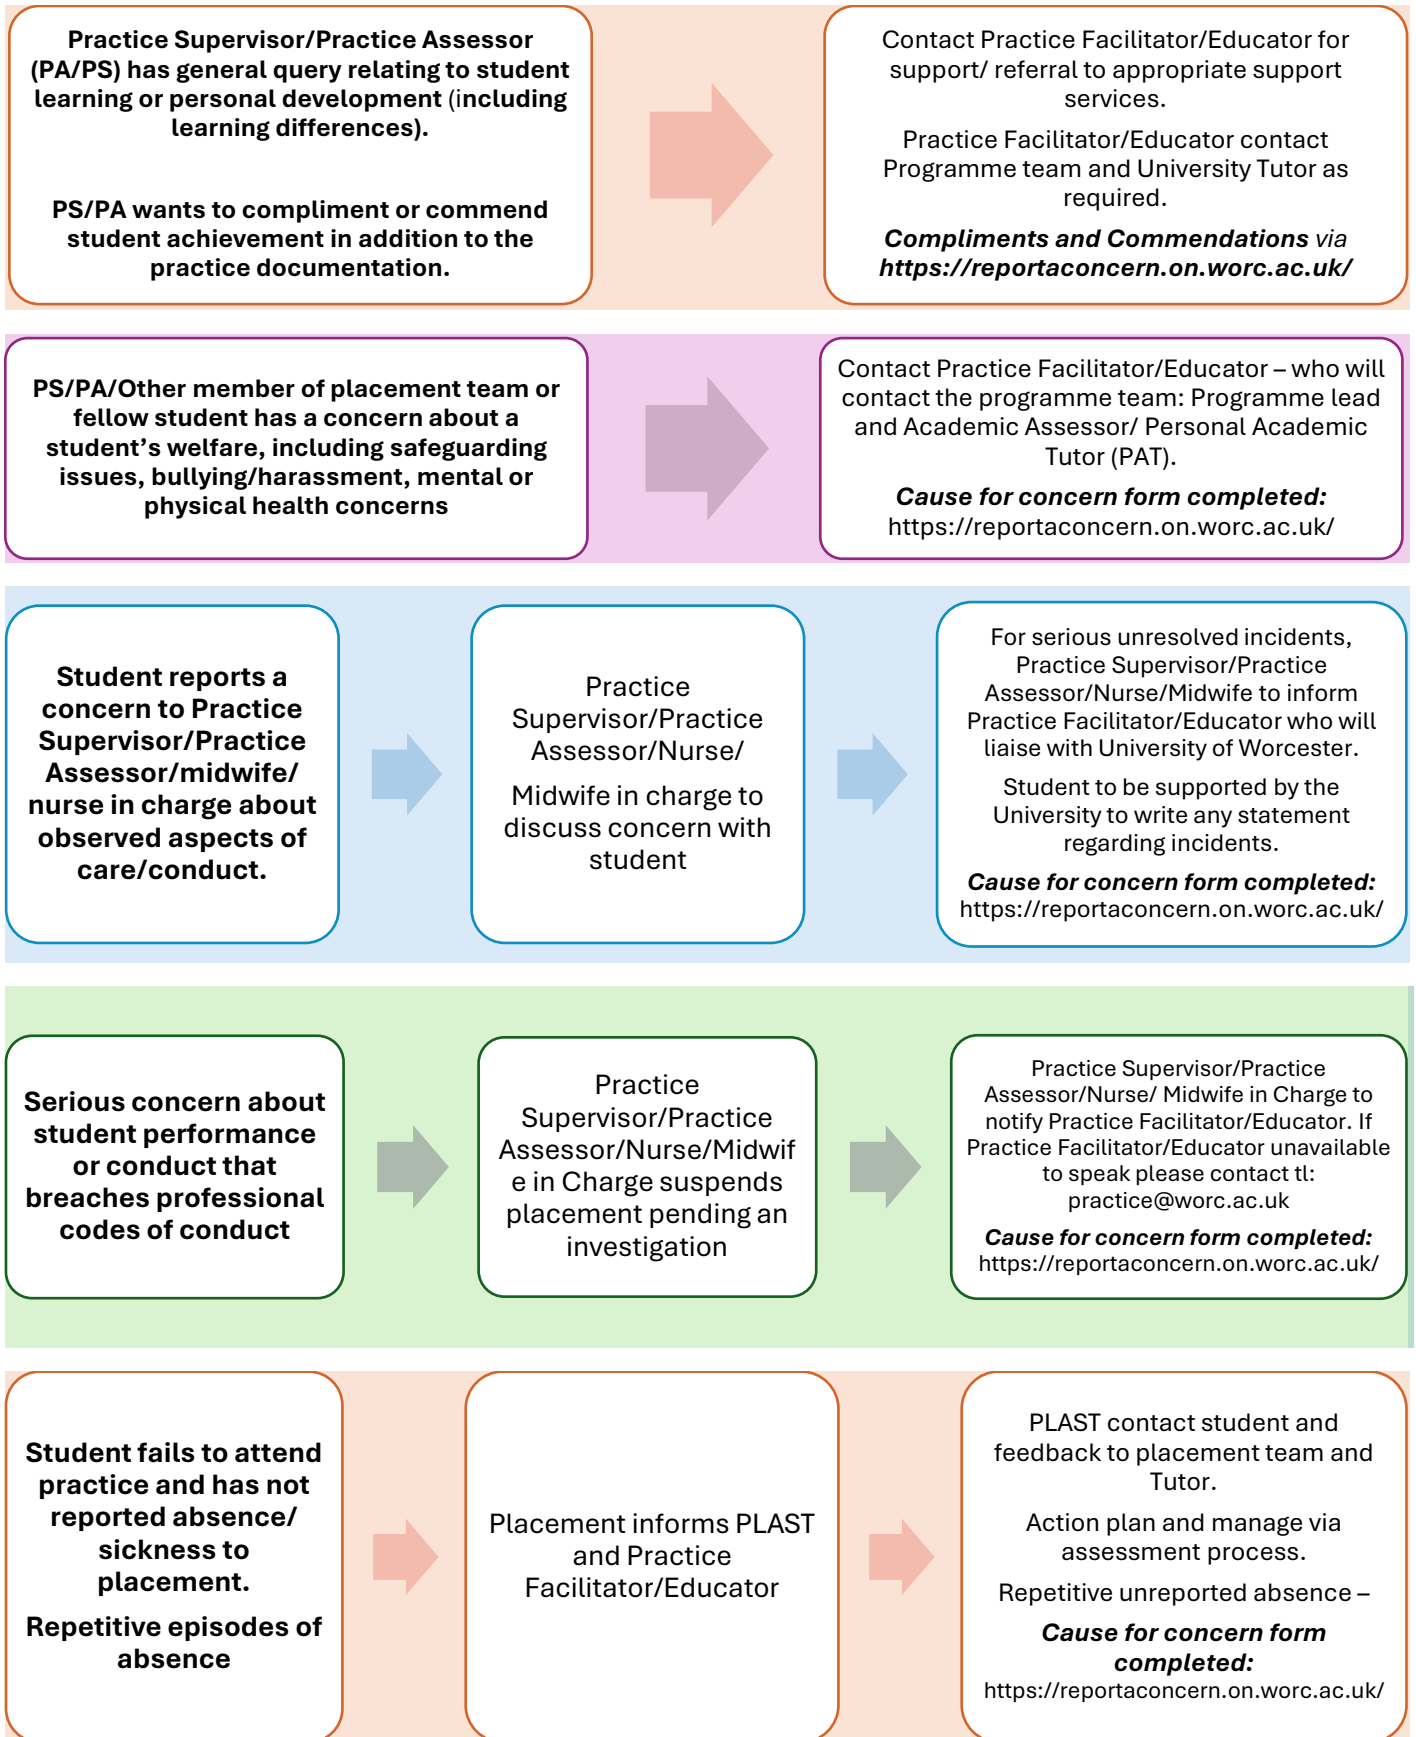 Practice Supervisor/Practice Assessor
(PA/PS) has general query relating to student
learning or personal development (including
learning differences).
PS/PA wants to compliment or commend
student achievement in addition to the
practice documentation.
Contact Practice Facilitator/Educator for
support/ referral to appropriate support
services.
Practice Facilitator/Educator contact
Programme team and University Tutor as
required.
Compliments and Commendations via
https://reportaconcern.on.worc.ac.uk/
PS/PA/Other member of placement team or
fellow student has a concern about a
student’s welfare, including safeguarding
issues, bullying/harassment, mental or
physical health concerns
Contact Practice Facilitator/Educator – who will
contact the programme team: Programme lead
and Academic Assessor/ Personal Academic
Tutor (PAT).
Cause for concern form completed:
https://reportaconcern.on.worc.ac.uk/
Student reports a
concern to Practice
Supervisor/Practice
Assessor/midwife/
nurse in charge about
observed aspects of
care/conduct.
Practice
Supervisor/Practice
Assessor/Nurse/
Midwife in charge to
discuss concern with
student
For serious unresolved incidents,
Practice Supervisor/Practice
Assessor/Nurse/Midwife to inform
Practice Facilitator/Educator who will
liaise with University of Worcester.
Student to be supported by the
University to write any statement
regarding incidents.
Cause for concern form completed:
https://reportaconcern.on.worc.ac.uk/
Serious concern about
student performance
or conduct that
breaches professional
codes of conduct
Practice
Supervisor/Practice
Assessor/Nurse/Midwif
e in Charge suspends
placement pending an
investigation
Practice Supervisor/Practice
Assessor/Nurse/ Midwife in Charge to
notify Practice Facilitator/Educator. If
Practice Facilitator/Educator unavailable
to speak please contact tl:
practice@worc.ac.uk
Cause for concern form completed:
https://reportaconcern.on.worc.ac.uk/
Student fails to attend
practice and has not
reported absence/
sickness to
placement.
Repetitive episodes of
absence
Placement informs PLAST
and Practice
Facilitator/Educator
PLAST contact student and
feedback to placement team and
Tutor.
Action plan and manage via
assessment process.
Repetitive unreported absence –
Cause for concern form
completed:
https://reportaconcern.on.worc.ac.uk/